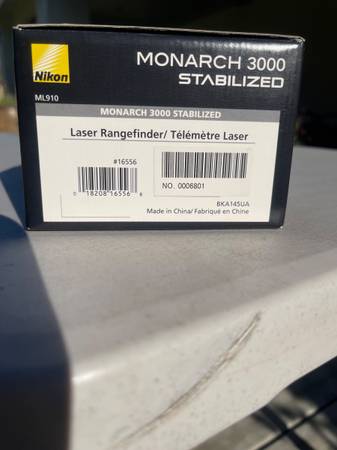 Nikon
MONARCH 3000
STABILIZED
ML910
MONARCH 3000 STABILIZED
Laser Rangefinder/ Télémètre Laser
#16556
0 18208 16556 6
NO. 0006801
BKA145UA
Made in China/ Fabriqué en Chine